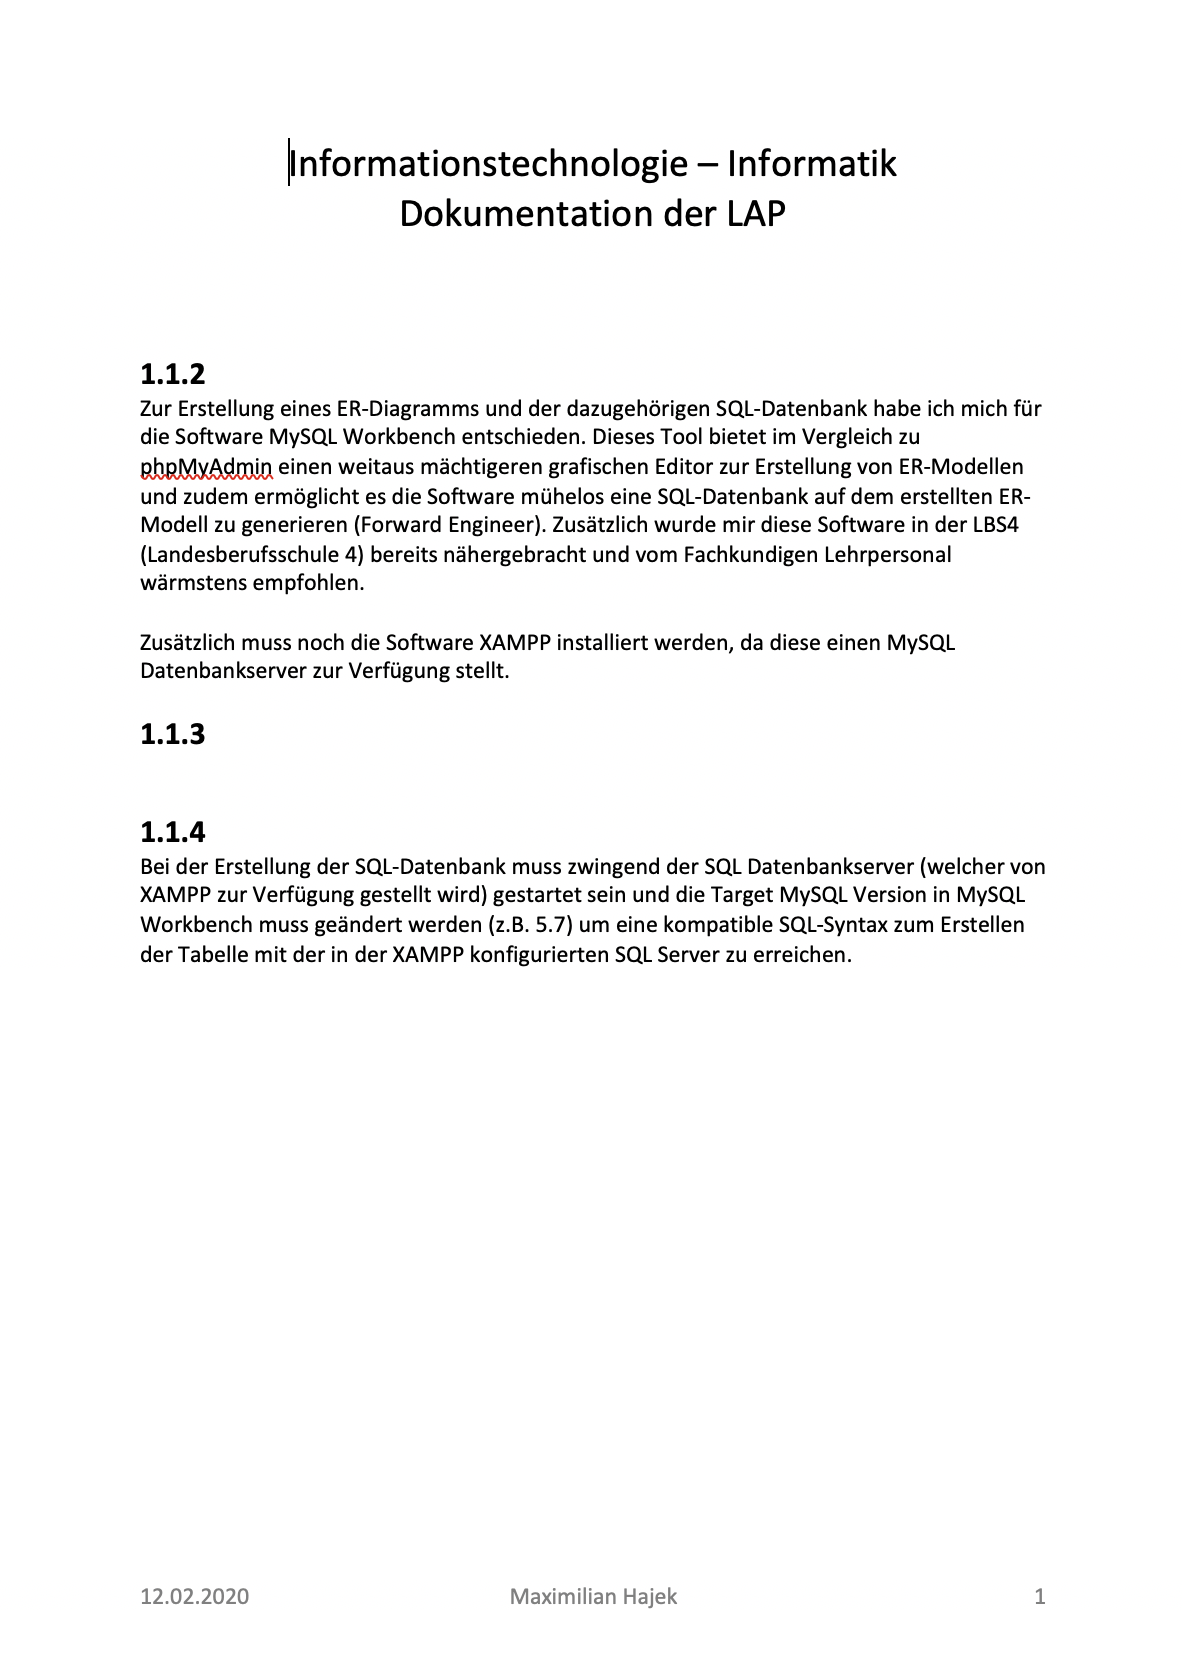 Informationstechnologie – Informatik
Dokumentation der LAP
1.1.2
Zur Erstellung eines ER-Diagramms und der dazugehörigen SQL-Datenbank habe ich mich für
die Software MySQL Workbench entschieden. Dieses Tool bietet im Vergleich zu
phpMyAdmin einen weitaus mächtigeren grafischen Editor zur Erstellung von ER-Modellen
und zudem ermöglicht es die Software mühelos eine SQL-Datenbank auf dem erstellten ER-
Modell zu generieren (Forward Engineer). Zusätzlich wurde mir diese Software in der LBS4
(Landesberufsschule 4) bereits nähergebracht und vom Fachkundigen Lehrpersonal
wärmstens empfohlen.
Zusätzlich muss noch die Software XAMPP installiert werden, da diese einen MySQL
Datenbankserver zur Verfügung stellt.
1.1.3
1.1.4
Bei der Erstellung der SQL-Datenbank muss zwingend der SQL Datenbankserver (welcher von
XAMPP zur Verfügung gestellt wird) gestartet sein und die Target MySQL Version in MySQL
Workbench muss geändert werden (z.B. 5.7) um eine kompatible SQL-Syntax zum Erstellen
der Tabelle mit der in der XAMPP konfigurierten SQL Server zu erreichen.
12.02.2020 Maximilian Hajek 1